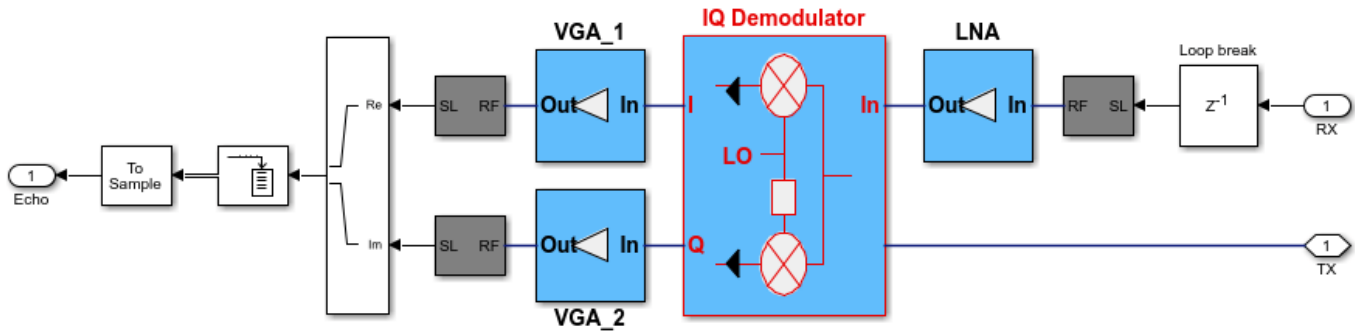 IQ Demodulator
VGA_1
LNA
Loop break
Re
SL RF
Out In
I
In
Out In
RF SL
Z-1
1
RX
LO
To
Sample
1
Echo
Im
SL RF
Out In
Q
1
TX
VGA_2